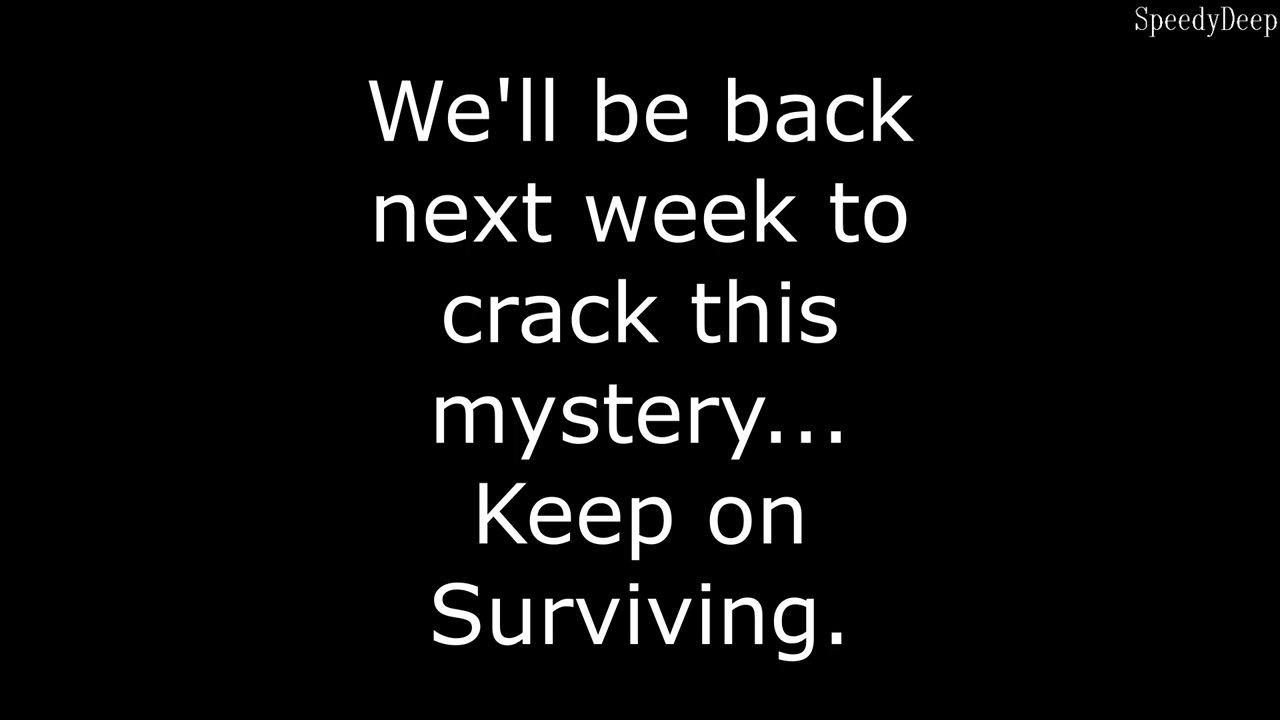 SpeedyDeep
We'll be back
next week to
crack this
mystery...
Keep on
Surviving.